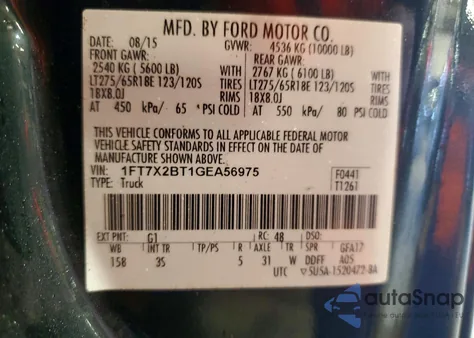 MFD. BY FORD MOTOR CO.
DATE: 08/15 GVWR: 4536 KG (10000 LB)
FRONT GAWR: REAR GAWR:
2540 KG (5600 LB) WITH 2767 KG (6100 LB) WITH
LT275/65R18E 123/120S TIRES LT275/65R18E 123/120S TIRES
18X8.0J RIMS 18X8.0J RIMS
AT 450 kPa/ 65 PSI COLD AT 550 kPa/ 80 PSI COLD
THIS VEHICLE CONFORMS TO ALL APPLICABLE FEDERAL MOTOR
VEHICLE SAFETY STANDARDS IN EFFECT ON THE DATE OF
MANUFACTURE SHOWN ABOVE.
VIN: 1FT7X2BT1GEA56975 F0441
TYPE: Truck T1261
EXT PNT: G1 RC: 48 DSO:
WB INT TR TP/PS R AXLE TR SPR GFA17
158 3S 5 31 W DDFF A05
UTC SUSA-1520472-BA
autoSnap